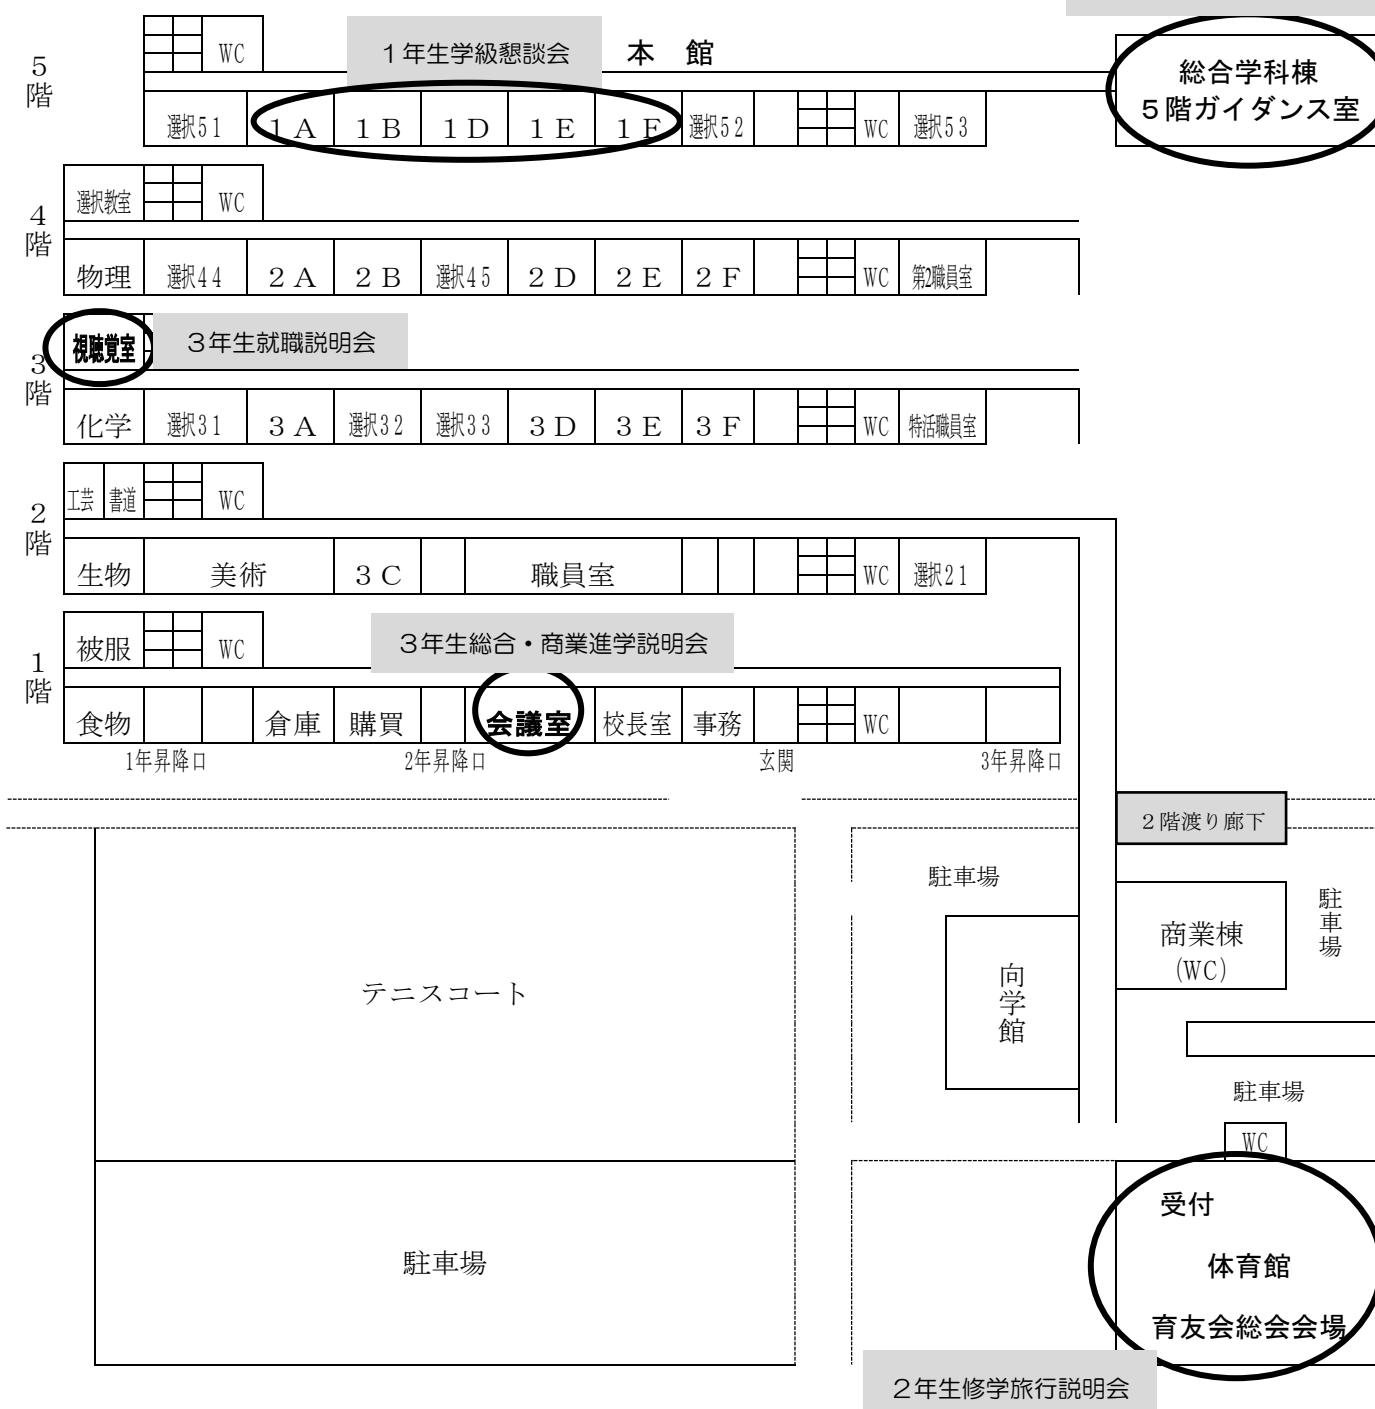 1年生学級懇談会
本 館
5階
WC
総合学科棟
5階ガイダンス室
選択51
1A
1B
1D
1E
1F
選択52
WC
選択53
4階
選択教室
WC
物理
選択44
2A
2B
選択45
2D
2E
2F
WC
第2職員室
3階
視聴覚室
3年生就職説明会
化学
選択31
3A
選択32
選択33
3D
3E
3F
WC
特活職員室
2階
工芸
書道
WC
生物
美術
3C
職員室
WC
選択21
1階
被服
WC
3年生総合・商業進学説明会
食物
倉庫
購買
会議室
校長室
事務
WC
1年昇降口
2年昇降口
玄関
3年昇降口
2階渡り廊下
駐車場
駐車場
商業棟
(WC)
テニスコート
向学館
駐車場
WC
受付
体育館
育友会総会会場
駐車場
2年生修学旅行説明会